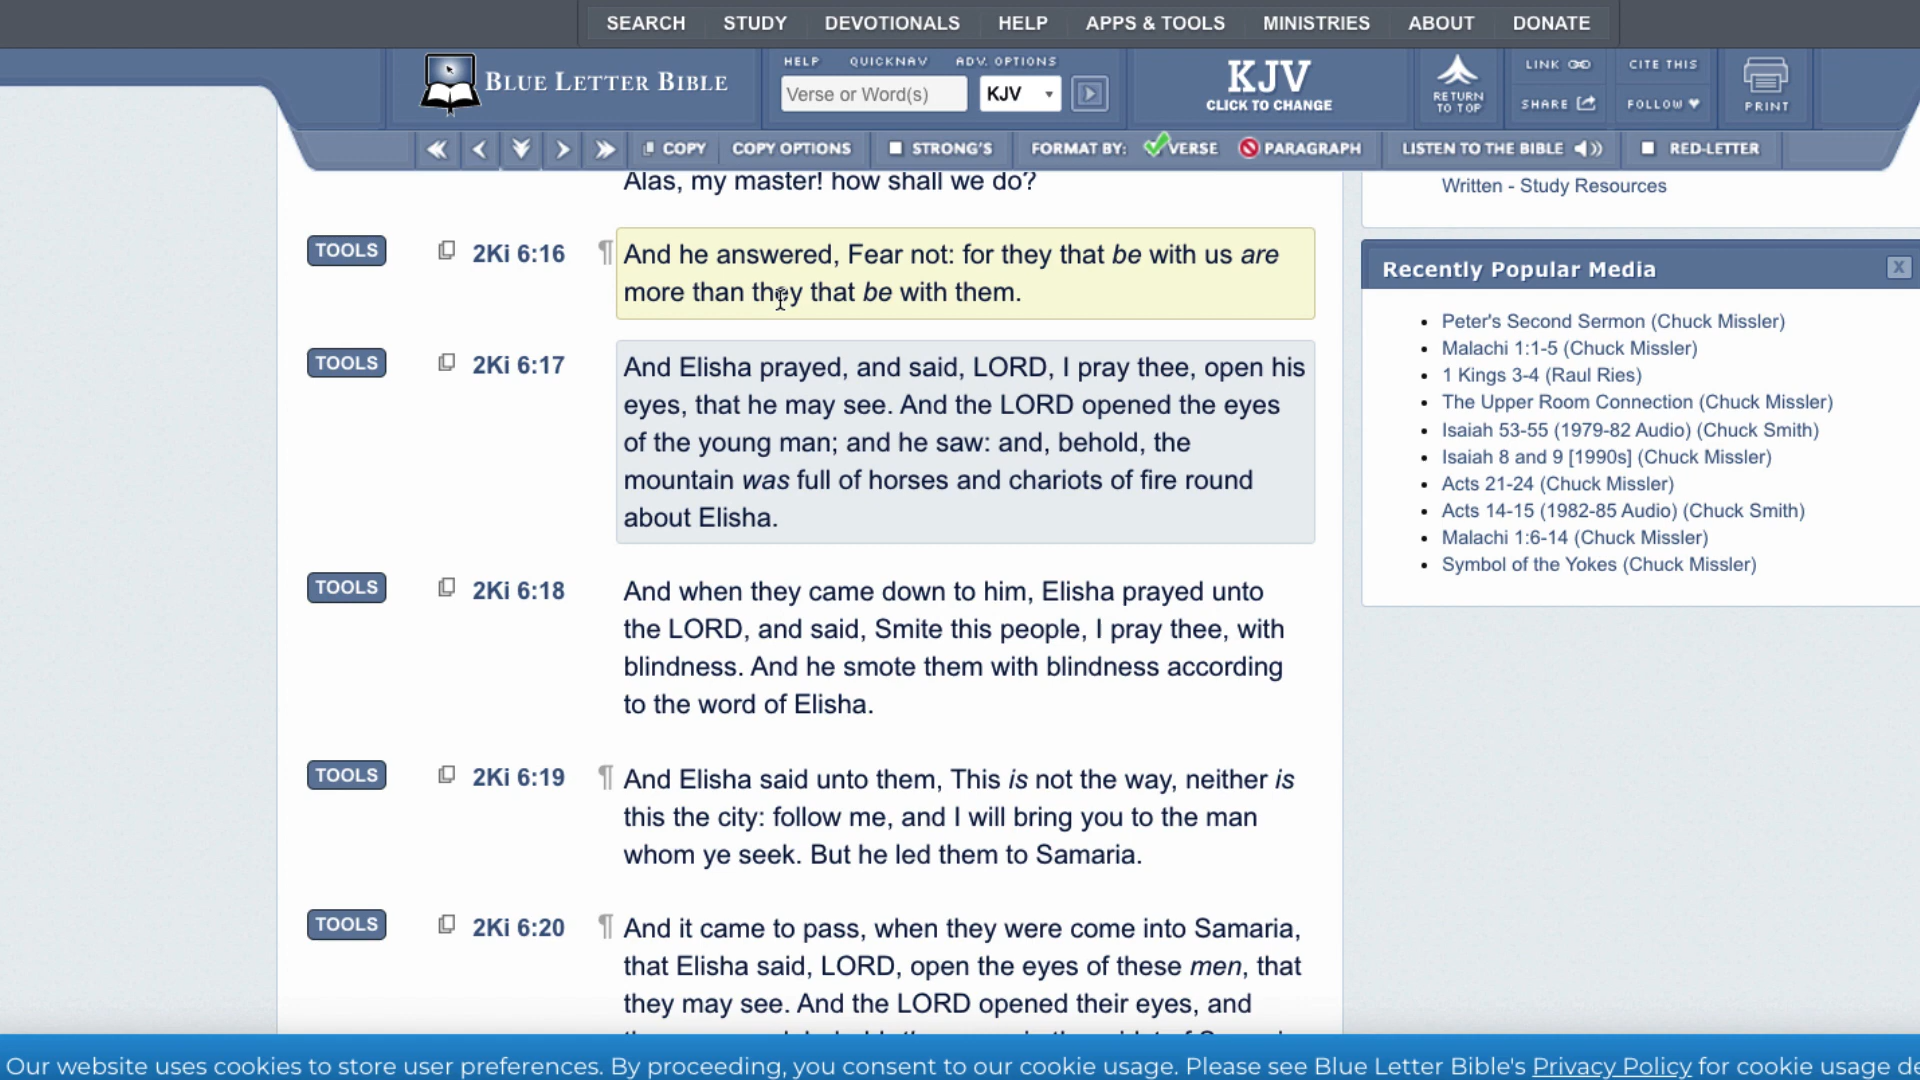 SEARCH STUDY DEVOTIONALS HELP APPS & TOOLS MINISTRIES ABOUT DONATE
BLUE LETTER BIBLE
HELP QUICKNAV ADV. OPTIONS
Verse or Word(s) KJV
KJV
CLICK TO CHANGE
RETURN
TO TOP
LINK
SHARE
CITE THIS
FOLLOW
PRINT
COPY COPY OPTIONS STRONG'S FORMAT BY: VERSE PARAGRAPH LISTEN TO THE BIBLE RED-LETTER
Alas, my master! how shall we do?
TOOLS 2Ki 6:16 ¶ And he answered, Fear not: for they that be with us are
more than they that be with them.
TOOLS 2Ki 6:17 And Elisha prayed, and said, LORD, I pray thee, open his
eyes, that he may see. And the LORD opened the eyes
of the young man; and he saw: and, behold, the
mountain was full of horses and chariots of fire round
about Elisha.
TOOLS 2Ki 6:18 And when they came down to him, Elisha prayed unto
the LORD, and said, Smite this people, I pray thee, with
blindness. And he smote them with blindness according
to the word of Elisha.
TOOLS 2Ki 6:19 ¶ And Elisha said unto them, This is not the way, neither is
this the city: follow me, and I will bring you to the man
whom ye seek. But he led them to Samaria.
TOOLS 2Ki 6:20 ¶ And it came to pass, when they were come into Samaria,
that Elisha said, LORD, open the eyes of these men, that
they may see. And the LORD opened their eyes, and
Written - Study Resources
Recently Popular Media X
• Peter's Second Sermon (Chuck Missler)
• Malachi 1:1-5 (Chuck Missler)
• 1 Kings 3-4 (Raul Ries)
• The Upper Room Connection (Chuck Missler)
• Isaiah 53-55 (1979-82 Audio) (Chuck Smith)
• Isaiah 8 and 9 [1990s] (Chuck Missler)
• Acts 21-24 (Chuck Missler)
• Acts 14-15 (1982-85 Audio) (Chuck Smith)
• Malachi 1:6-14 (Chuck Missler)
• Symbol of the Yokes (Chuck Missler)
Our website uses cookies to store user preferences. By proceeding, you consent to our cookie usage. Please see Blue Letter Bible's Privacy Policy for cookie usage de